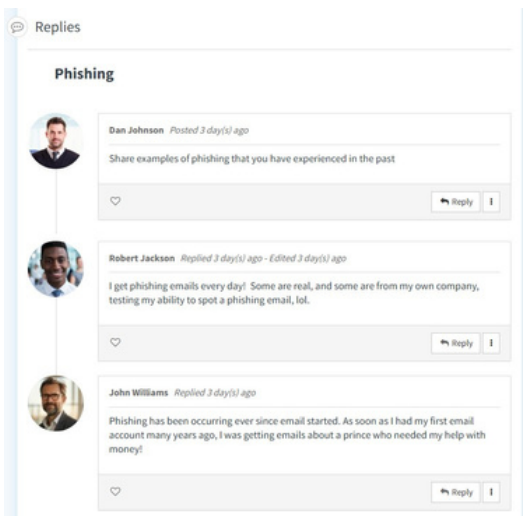 Replies
Phishing
Dan Johnson Posted 3 day(s) ago
Share examples of phishing that you have experienced in the past
Reply
Robert Jackson Replied 3 day(s) ago - Edited 3 day(s) ago
I get phishing emails every day!  Some are real, and some are from my own company,
testing my ability to spot a phishing email, lol.
Reply
John Williams Replied 3 day(s) ago
Phishing has been occurring ever since email started. As soon as I had my first email
account many years ago, I was getting emails about a prince who needed my help with
money!
Reply